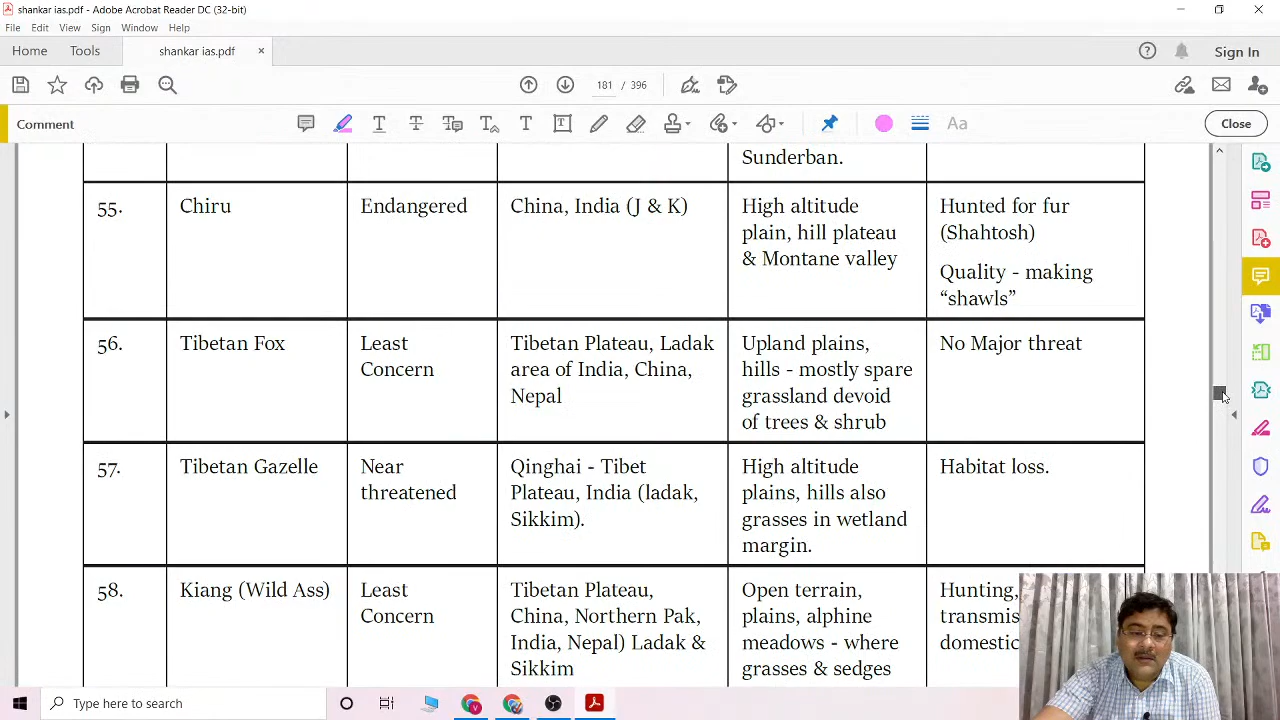 shankar ias.pdf - Adobe Acrobat Reader DC (32-bit)
File Edit View Sign Window Help
Home Tools shankar ias.pdf × Sign In
181 / 396
Comment Close
Sunderban.
55. Chiru Endangered China, India (J & K) High altitude Hunted for fur
plain, hill plateau (Shahtosh)
& Montane valley
Quality - making
“shawls”
56. Tibetan Fox Least Tibetan Plateau, Ladak Upland plains, No Major threat
Concern area of India, China, hills - mostly spare
Nepal grassland devoid
of trees & shrub
57. Tibetan Gazelle Near Qinghai - Tibet High altitude Habitat loss.
threatened Plateau, India (ladak, plains, hills also
Sikkim). grasses in wetland
margin.
58. Kiang (Wild Ass) Least Tibetan Plateau, Open terrain, Hunting,
Concern China, Northern Pak, plains, alphine transmis
India, Nepal) Ladak & meadows - where domestic
Sikkim grasses & sedges
Type here to search